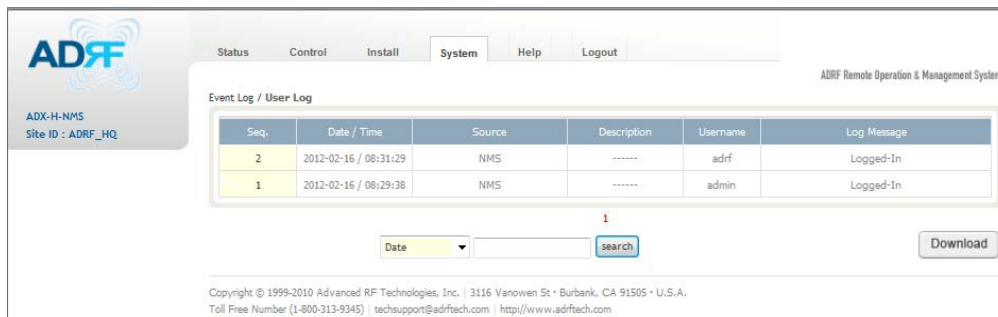 ADRF
Status Control Install System Help Logout
ADRF Remote Operation & Management System
ADX-H-NMS
Site ID : ADRF_HQ
Event Log / User Log
Seq. Date / Time Source Description Username Log Message
2 2012-02-16 / 08:31:29 NMS ------ adrf Logged-In
1 2012-02-16 / 08:29:38 NMS ------ admin Logged-In
1
Date search Download
Copyright © 1999-2010 Advanced RF Technologies, Inc. | 3116 Vanowen St • Burbank, CA 91505 • U.S.A.
Toll Free Number (1-800-313-9345) | techsupport@adrftech.com | http://www.adrftech.com